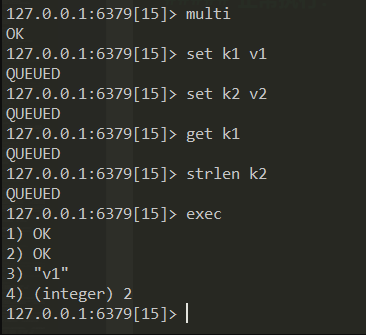 127.0.0.1:6379[15]> multi
OK
127.0.0.1:6379[15]> set k1 v1
QUEUED
127.0.0.1:6379[15]> set k2 v2
QUEUED
127.0.0.1:6379[15]> get k1
QUEUED
127.0.0.1:6379[15]> strlen k2
QUEUED
127.0.0.1:6379[15]> exec
1) OK
2) OK
3) "v1"
4) (integer) 2
127.0.0.1:6379[15]>